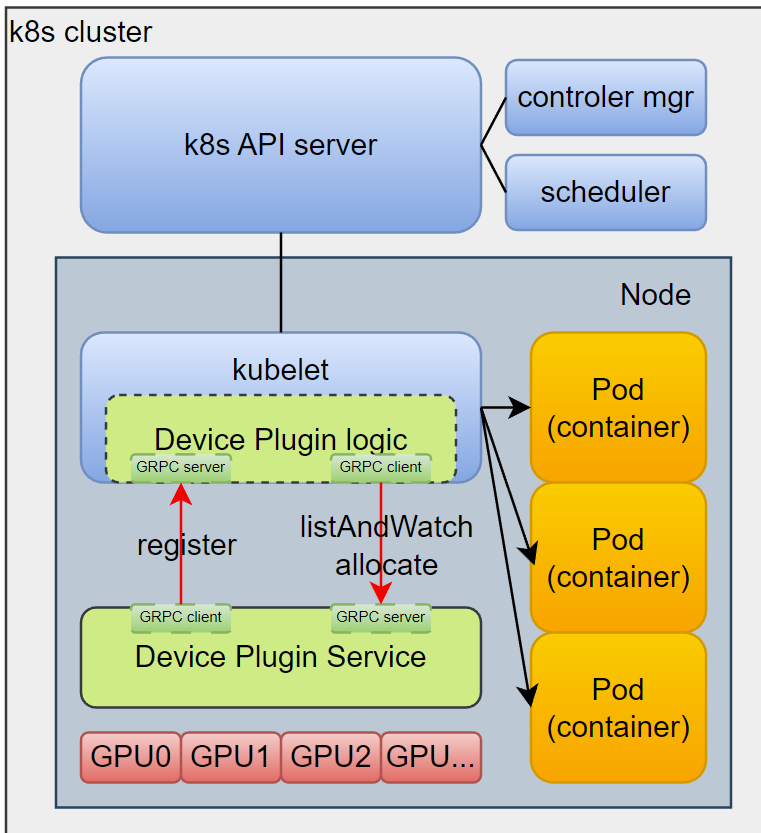 k8s cluster
k8s API server
controler mgr
scheduler
Node
kubelet
Device Plugin logic
GRPC server
GRPC client
register
listAndWatch
allocate
GRPC client
GRPC server
Device Plugin Service
GPU0
GPU1
GPU2
GPU...
Pod
(container)
Pod
(container)
Pod
(container)